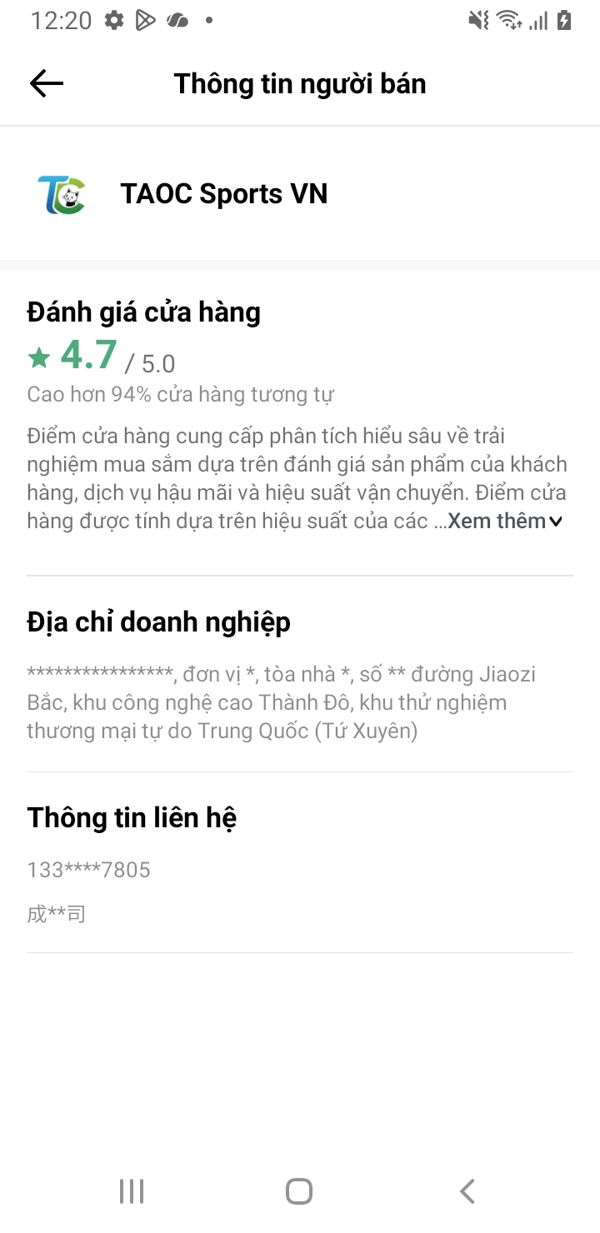 12:20
Thông tin người bán
TC
TAOC Sports VN
Đánh giá cửa hàng
4.7 / 5.0
Cao hơn 94% cửa hàng tương tự
Điểm cửa hàng cung cấp phân tích hiểu sâu về trải
nghiệm mua sắm dựa trên đánh giá sản phẩm của khách
hàng, dịch vụ hậu mãi và hiệu suất vận chuyển. Điểm cửa
hàng được tính dựa trên hiệu suất của các ...Xem thêm
Địa chỉ doanh nghiệp
****************, đơn vị *, tòa nhà *, số ** đường Jiaozi
Bắc, khu công nghệ cao Thành Đô, khu thử nghiệm
thương mại tự do Trung Quốc (Tứ Xuyên)
Thông tin liên hệ
133****7805
成**司